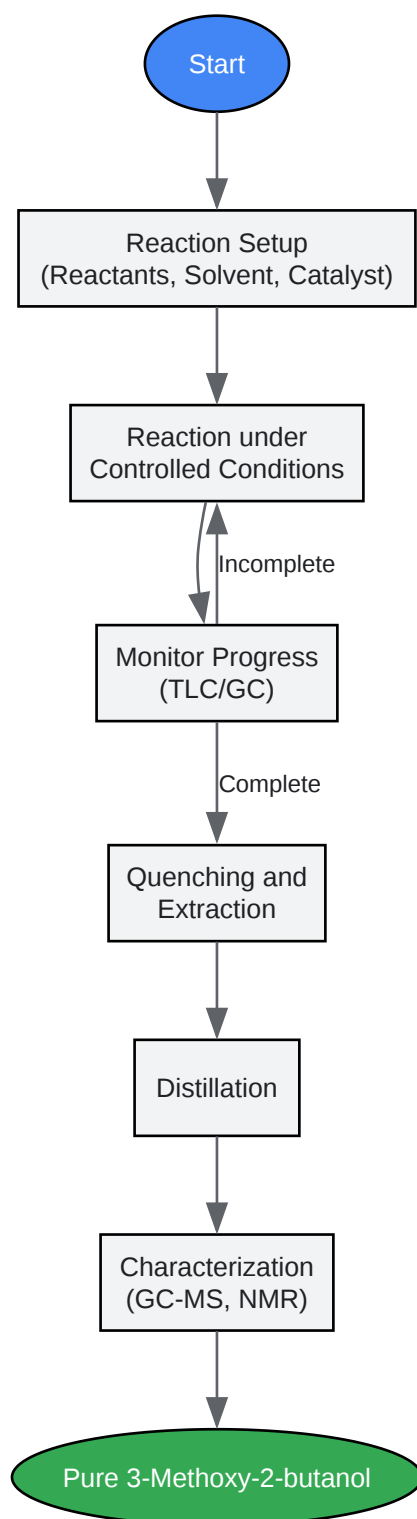 Start
Reaction Setup
(Reactants, Solvent, Catalyst)
Reaction under
Controlled Conditions
Incomplete
Monitor Progress
(TLC/GC)
Complete
Quenching and
Extraction
Distillation
Characterization
(GC-MS, NMR)
Pure 3-Methoxy-2-butanol